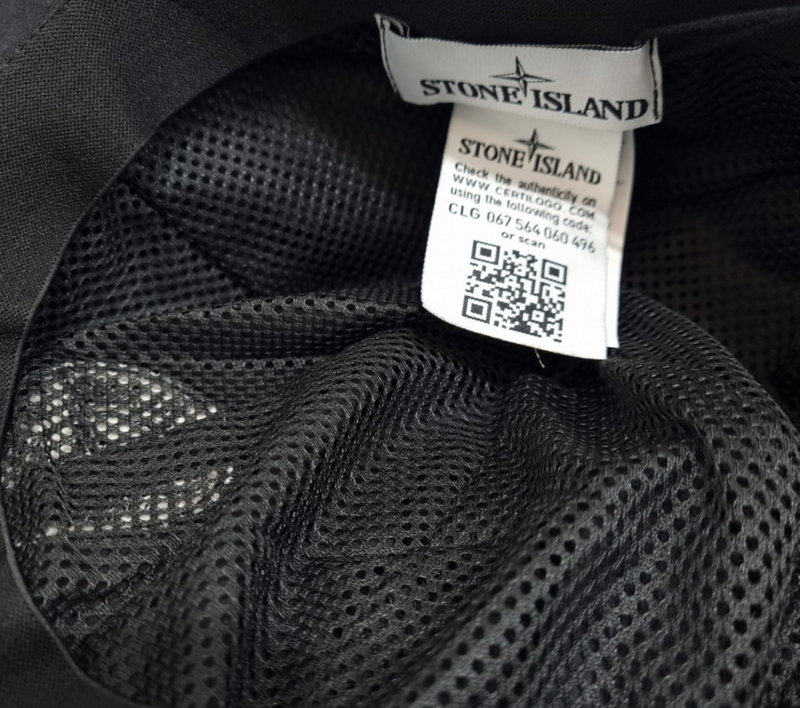 STONE ISLAND
STONE ISLAND
Check the authenticity on
WWW.CERTILOGO.COM
using the following code:
CLG 067 564 060 496
or scan